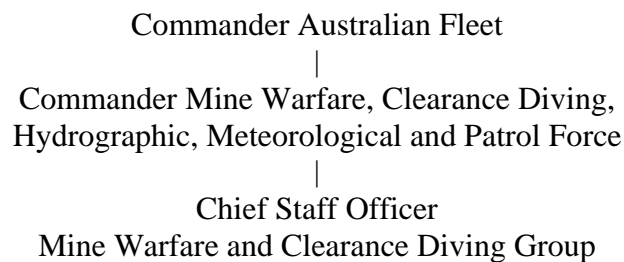 Commander Australian Fleet
|
Commander Mine Warfare, Clearance Diving,
Hydrographic, Meteorological and Patrol Force
|
Chief Staff Officer
Mine Warfare and Clearance Diving Group